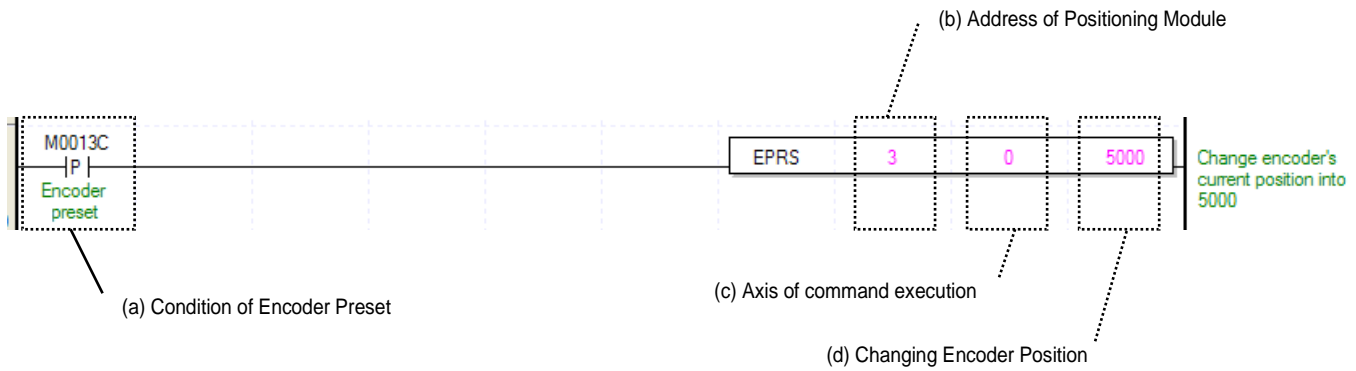 (b) Address of Positioning Module
M0013C
P
EPRS 3 0 5000
Change encoder's
current position into
5000
Encoder
preset
(c) Axis of command execution
(a) Condition of Encoder Preset
(d) Changing Encoder Position